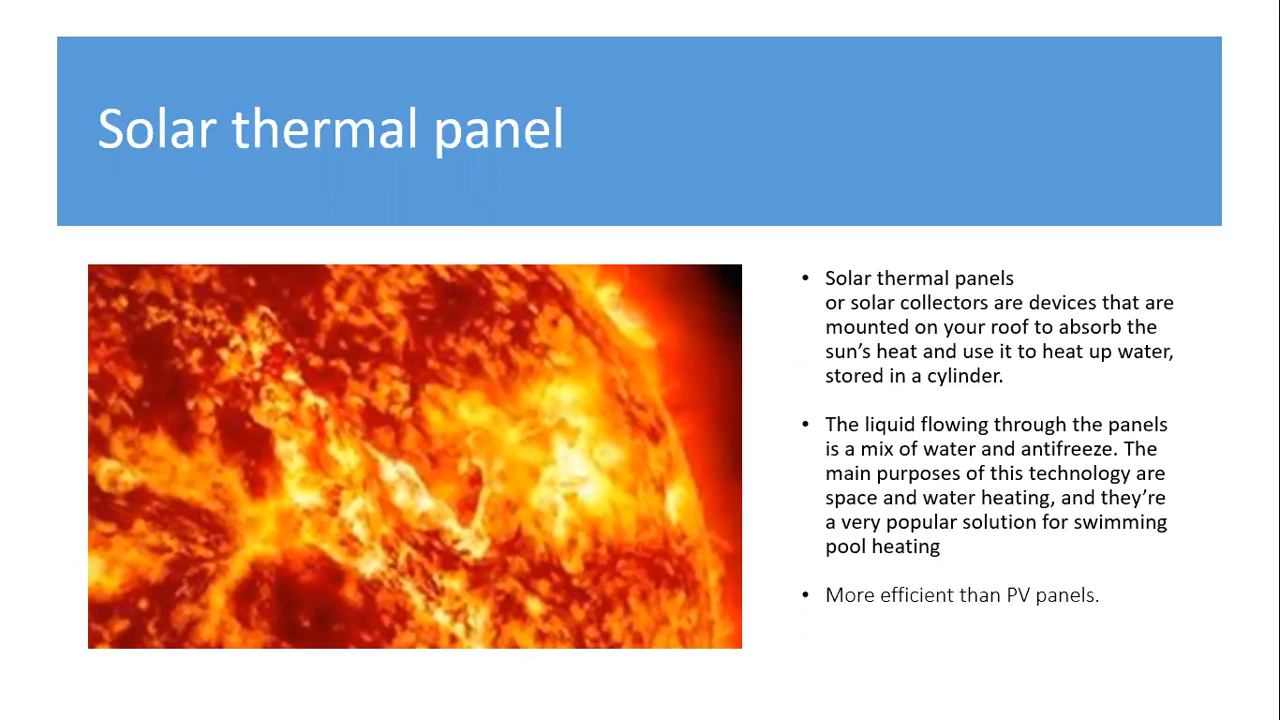 Solar thermal panel
• Solar thermal panels
or solar collectors are devices that are
mounted on your roof to absorb the
sun’s heat and use it to heat up water,
stored in a cylinder.
• The liquid flowing through the panels
is a mix of water and antifreeze. The
main purposes of this technology are
space and water heating, and they’re
a very popular solution for swimming
pool heating
• More efficient than PV panels.